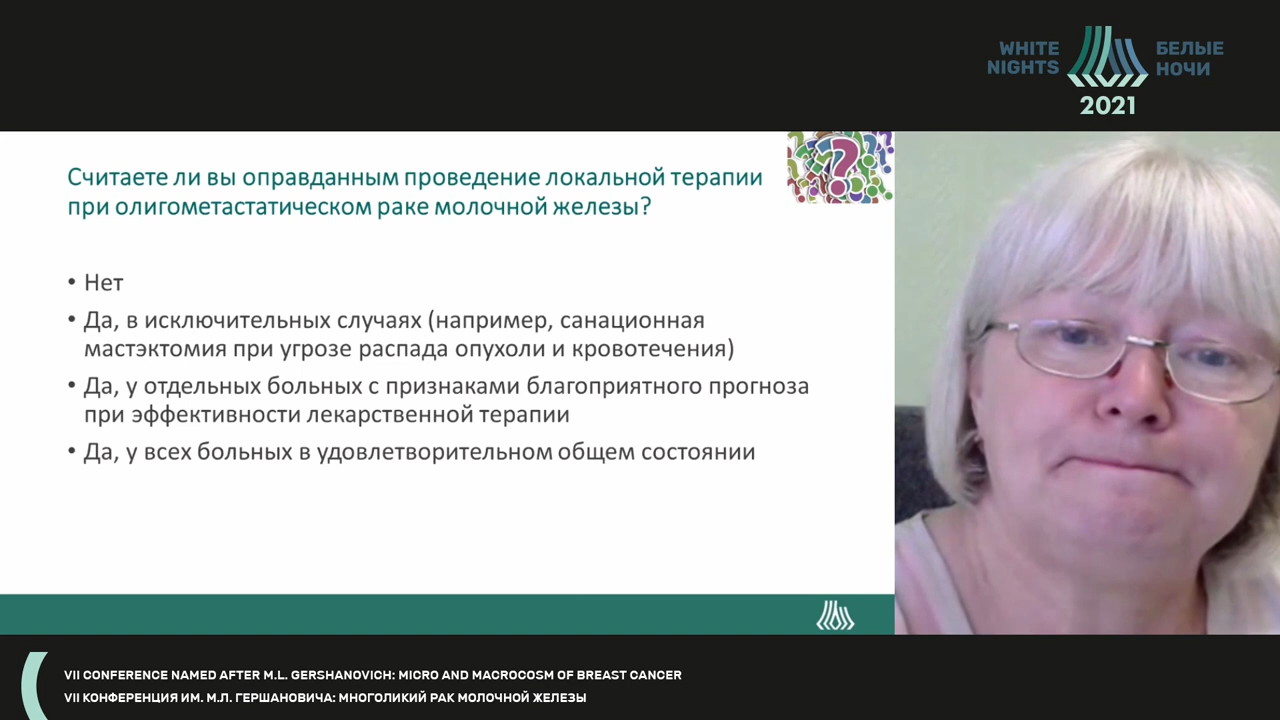 WHITE
NIGHTS
БЕЛЫЕ
НОЧИ
2021
Считаете ли вы оправданным проведение локальной терапии
при олигометастатическом раке молочной железы?
• Нет
• Да, в исключительных случаях (например, санационная
мастэктомия при угрозе распада опухоли и кровотечения)
• Да, у отдельных больных с признаками благоприятного прогноза
при эффективности лекарственной терапии
• Да, у всех больных в удовлетворительном общем состоянии
VII CONFERENCE NAMED AFTER M.L. GERSHANOVICH: MICRO AND MACROCOSM OF BREAST CANCER
VII КОНФЕРЕНЦИЯ ИМ. М.Л. ГЕРШАНОВИЧА: МНОГОЛИКИЙ РАК МОЛОЧНОЙ ЖЕЛЕЗЫ